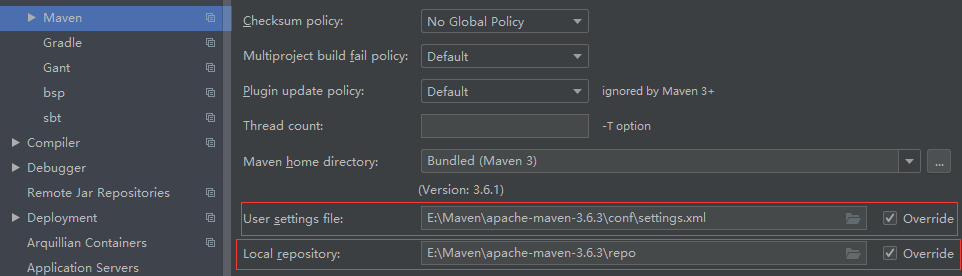 Maven
Gradle
Gant
bsp
sbt
Compiler
Debugger
Remote Jar Repositories
Deployment
Arquillian Containers
Application Servers
Checksum policy: No Global Policy
Multiproject build fail policy: Default
Plugin update policy: Default ignored by Maven 3+
Thread count: -T option
Maven home directory: Bundled (Maven 3) ...
(Version: 3.6.1)
User settings file: E:\Maven\apache-maven-3.6.3\conf\settings.xml Override
Local repository: E:\Maven\apache-maven-3.6.3\repo Override